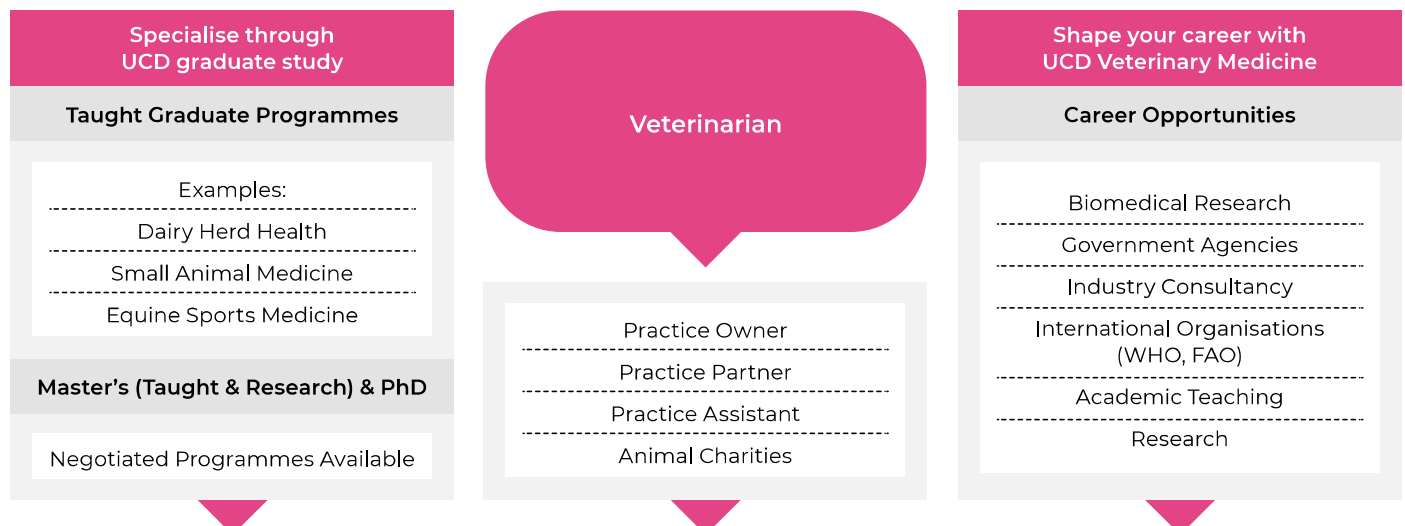 Specialise through
UCD graduate study
Taught Graduate Programmes
Examples:
Dairy Herd Health
Small Animal Medicine
Equine Sports Medicine
Master’s (Taught & Research) & PhD
Negotiated Programmes Available
Veterinarian
Practice Owner
Practice Partner
Practice Assistant
Animal Charities
Shape your career with
UCD Veterinary Medicine
Career Opportunities
Biomedical Research
Government Agencies
Industry Consultancy
International Organisations
(WHO, FAO)
Academic Teaching
Research